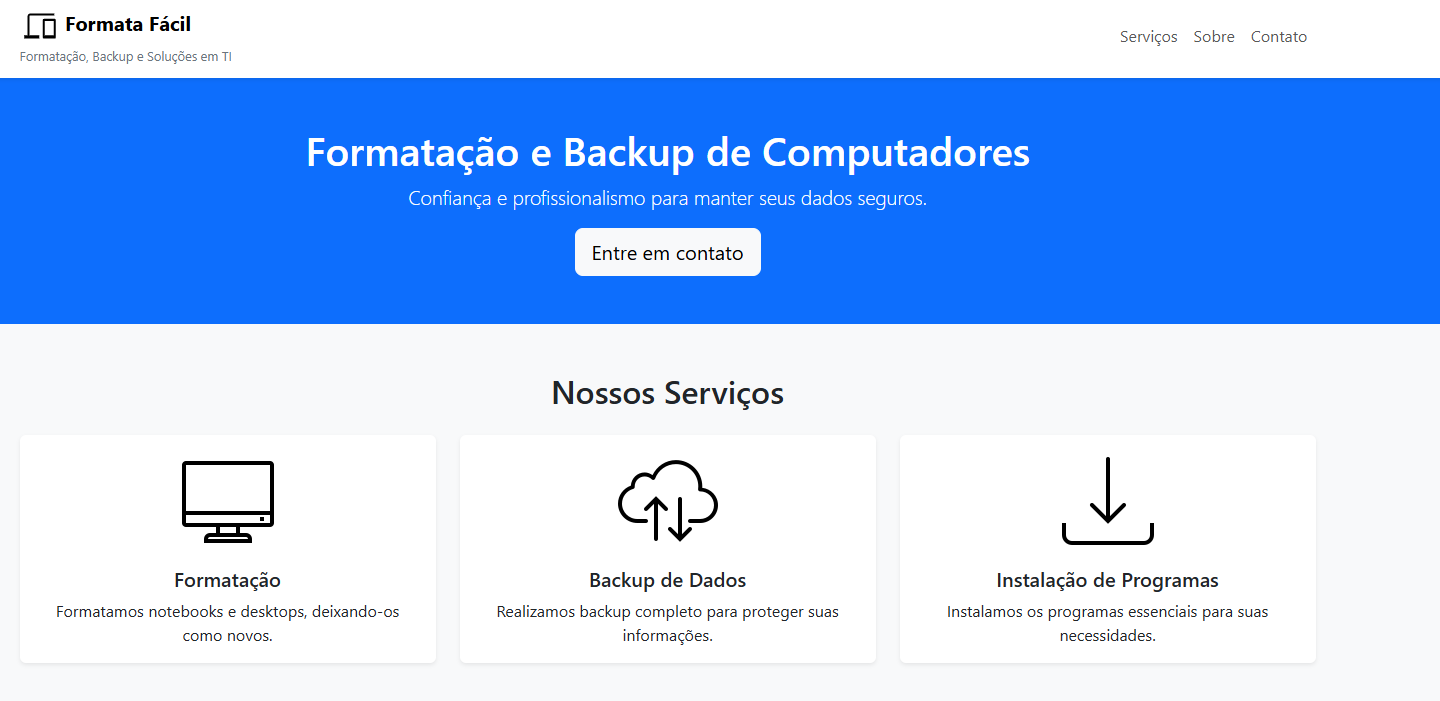 Formata Fácil
Formatação, Backup e Soluções em TI
Serviços Sobre Contato
Formatação e Backup de Computadores
Confiança e profissionalismo para manter seus dados seguros.
Entre em contato
Nossos Serviços
Formatação
Formatamos notebooks e desktops, deixando-os
como novos.
Backup de Dados
Realizamos backup completo para proteger suas
informações.
Instalação de Programas
Instalamos os programas essenciais para suas
necessidades.